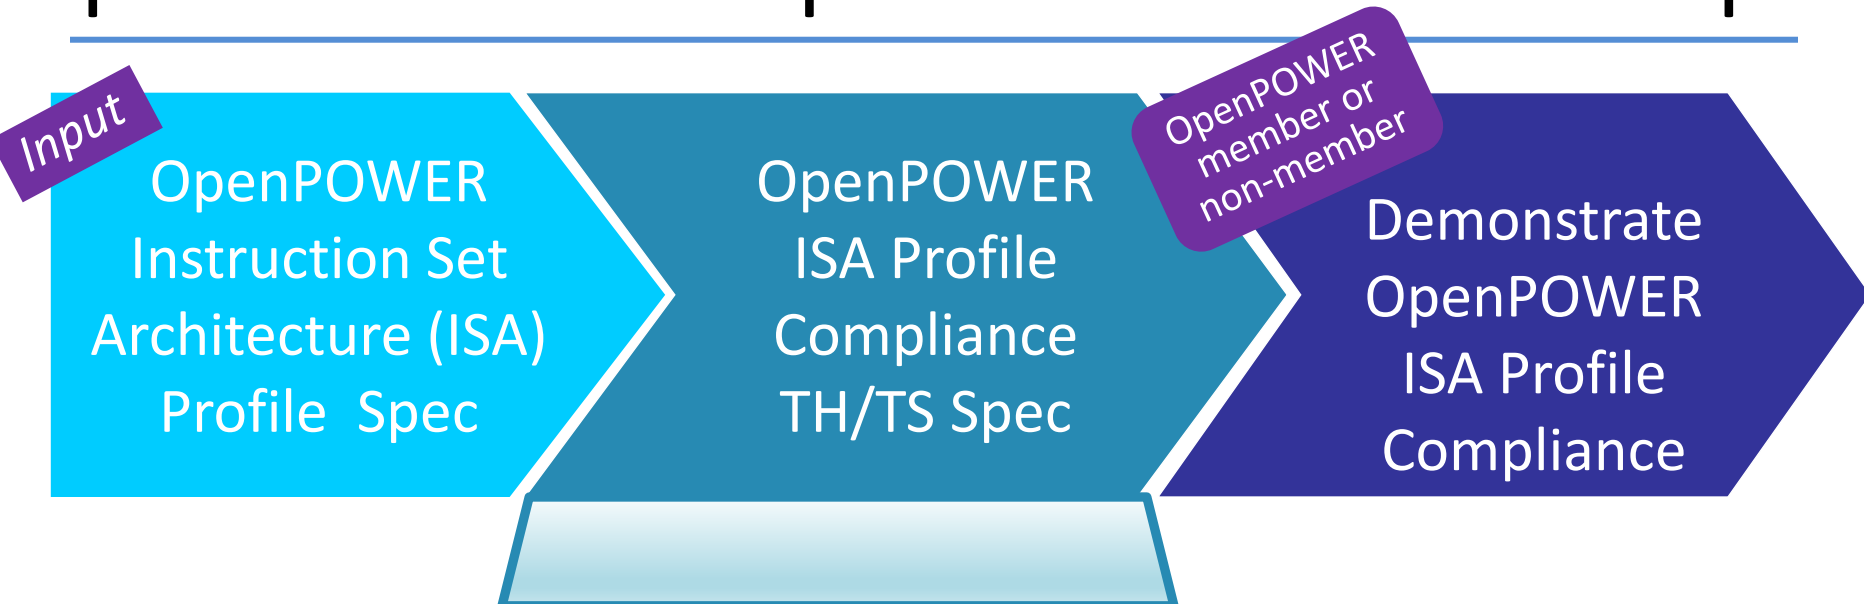 Input
OpenPOWER
Instruction Set
Architecture (ISA)
Profile  Spec
OpenPOWER
ISA Profile
Compliance
TH/TS Spec
OpenPOWER
member or
non-member
Demonstrate
OpenPOWER
ISA Profile
Compliance